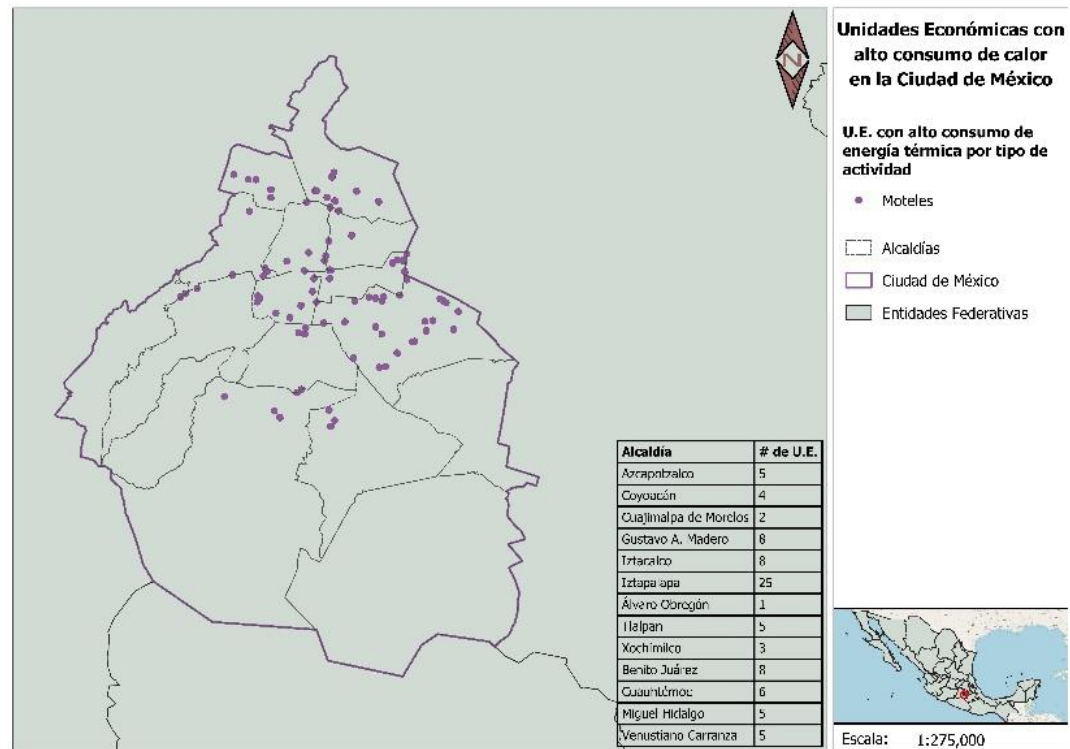 N
Unidades Económicas con
alto consumo de calor
en la Ciudad de México
U.E. con alto consumo de
energía térmica por tipo de
actividad
Moteles
Alcaldías
Ciudad de México
Entidades Federativas
Alcaldía # de U.E.
Azcapotzalco 5
Coyoacán 4
Cuajimalpa de Morelos 2
Gustavo A. Madero 8
Iztacalco 8
Iztapalapa 25
Álvaro Obregón 1
Tlalpan 5
Xochimilco 3
Benito Juárez 8
Cuauhtémoc 6
Miguel Hidalgo 5
Venustiano Carranza 5
Escala: 1:275,000